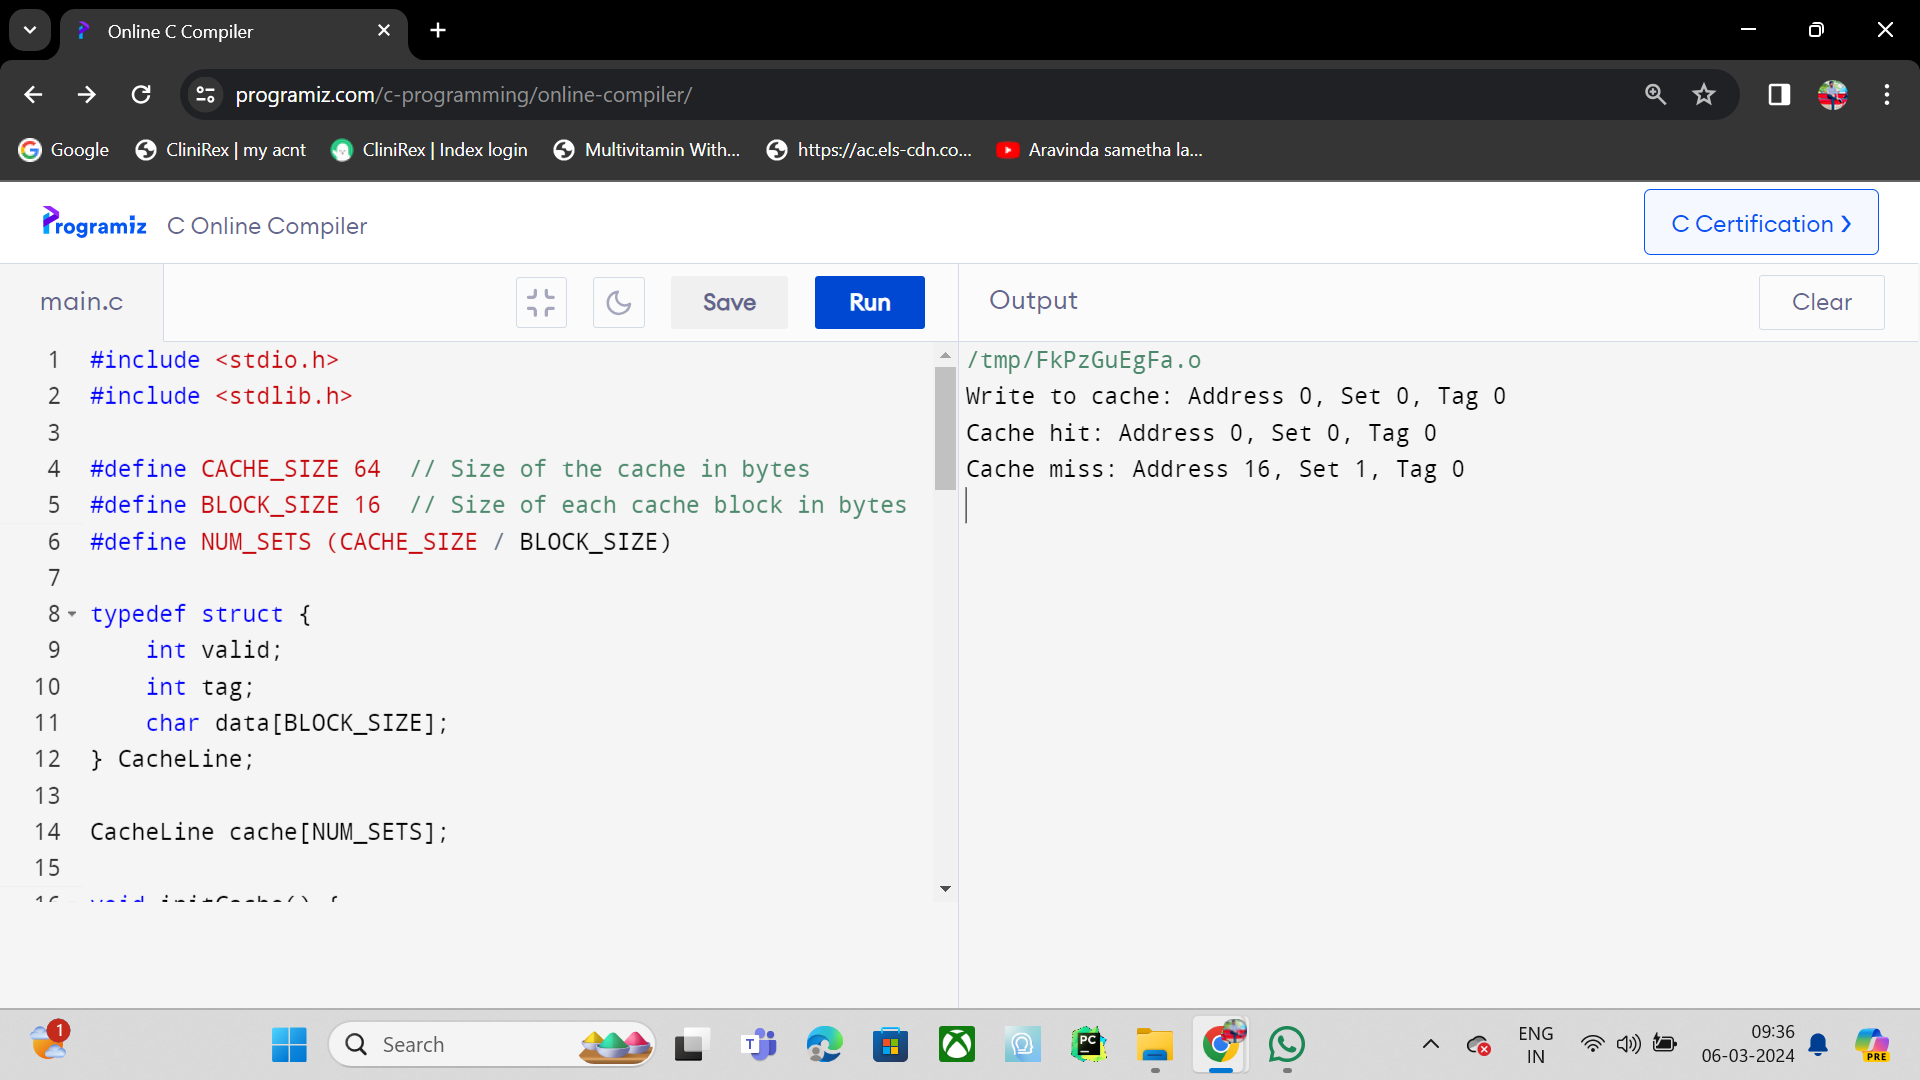 Online C Compiler
programiz.com/c-programming/online-compiler/
Google
CliniRex | my acnt
CliniRex | Index login
Multivitamin With...
https://ac.els-cdn.co...
Aravinda sametha la...
Programiz
C Online Compiler
C Certification ›
main.c
Save
Run
Output
Clear
1 #include <stdio.h>
2 #include <stdlib.h>
3
4 #define CACHE_SIZE 64 // Size of the cache in bytes
5 #define BLOCK_SIZE 16 // Size of each cache block in bytes
6 #define NUM_SETS (CACHE_SIZE / BLOCK_SIZE)
7
8 typedef struct {
9 int valid;
10 int tag;
11 char data[BLOCK_SIZE];
12 } CacheLine;
13
14 CacheLine cache[NUM_SETS];
15
16 void initCache() {
/tmp/FkPzGuEgFa.o
Write to cache: Address 0, Set 0, Tag 0
Cache hit: Address 0, Set 0, Tag 0
Cache miss: Address 16, Set 1, Tag 0
1
Search
T
PC
ENG
IN
09:36
06-03-2024
PRE